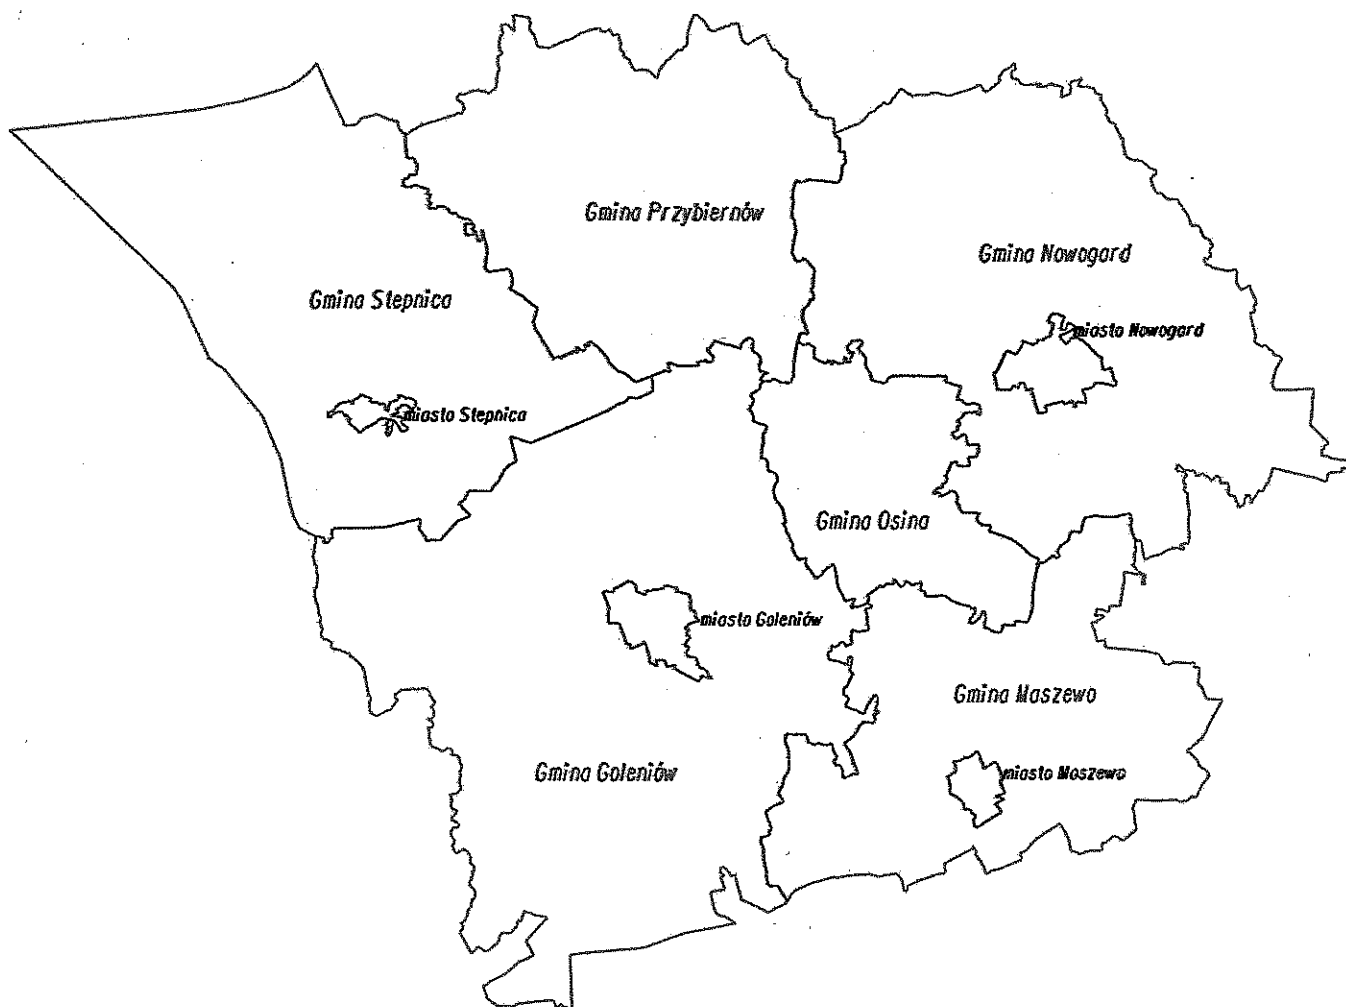 Gmina Przybiernów
Gmina Nowogard
Gmina Stepnica
miasto Nowogard
miasto Stepnica
Gmina Osina
miasto Goleniów
Gmina Maszewo
Gmina Goleniów
miasto Maszewo